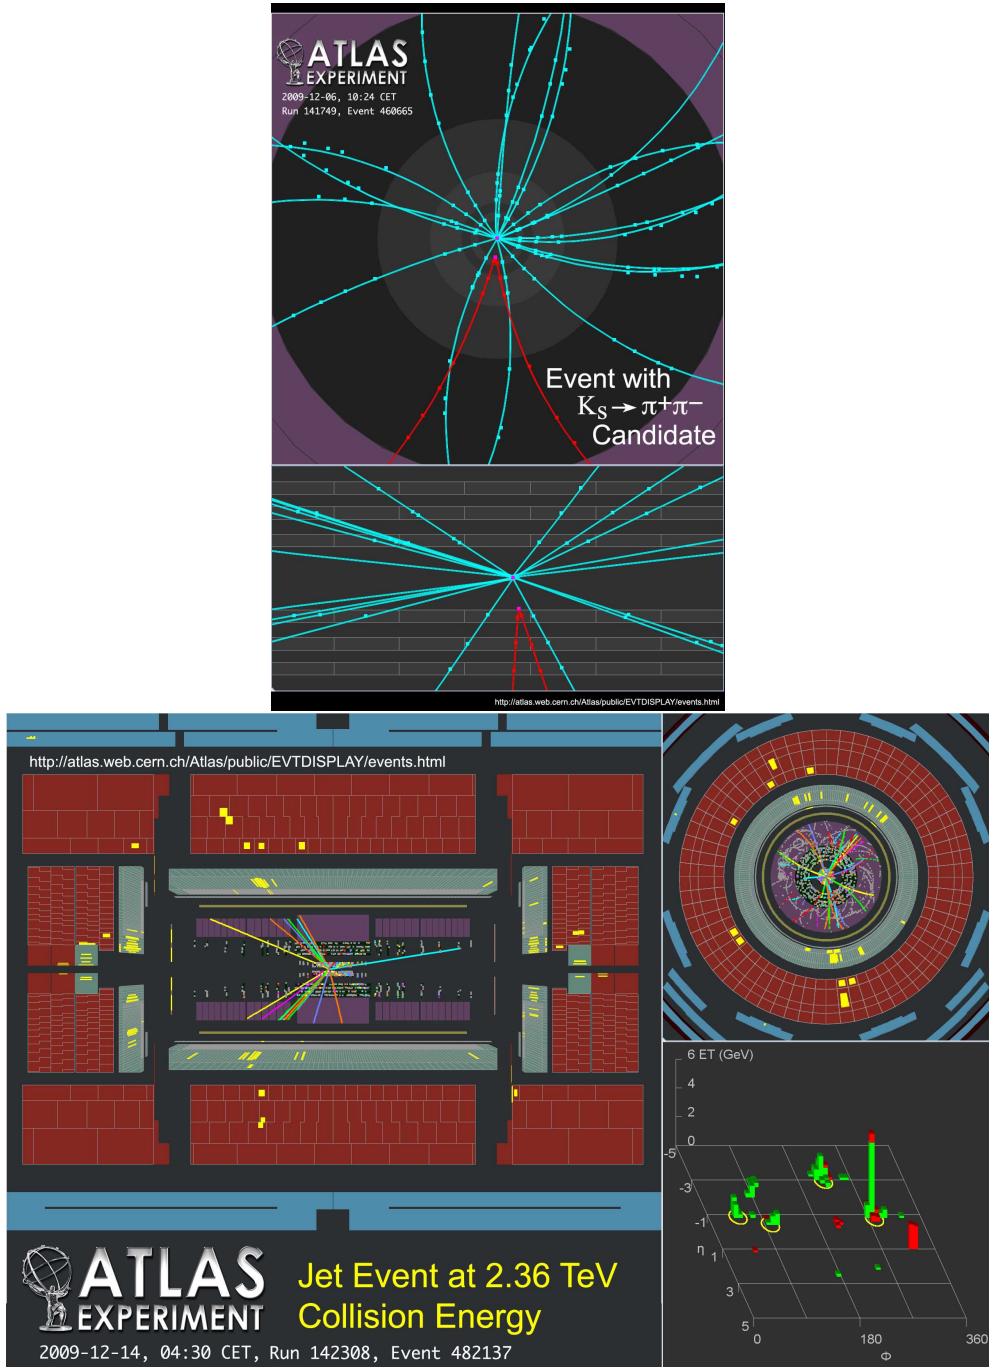 ATLAS
EXPERIMENT
2009-12-06, 10:24 CET
Run 141749, Event 460665
Event with
KS → π+π−
Candidate
http://atlas.web.cern.ch/Atlas/public/EVTDISPLAY/events.html
http://atlas.web.cern.ch/Atlas/public/EVTDISPLAY/events.html
6 ET (GeV)
4
2
0
-5
-3
-1
η 1
3
5
0 180 360
Φ
ATLAS
EXPERIMENT
Jet Event at 2.36 TeV
Collision Energy
2009-12-14, 04:30 CET, Run 142308, Event 482137